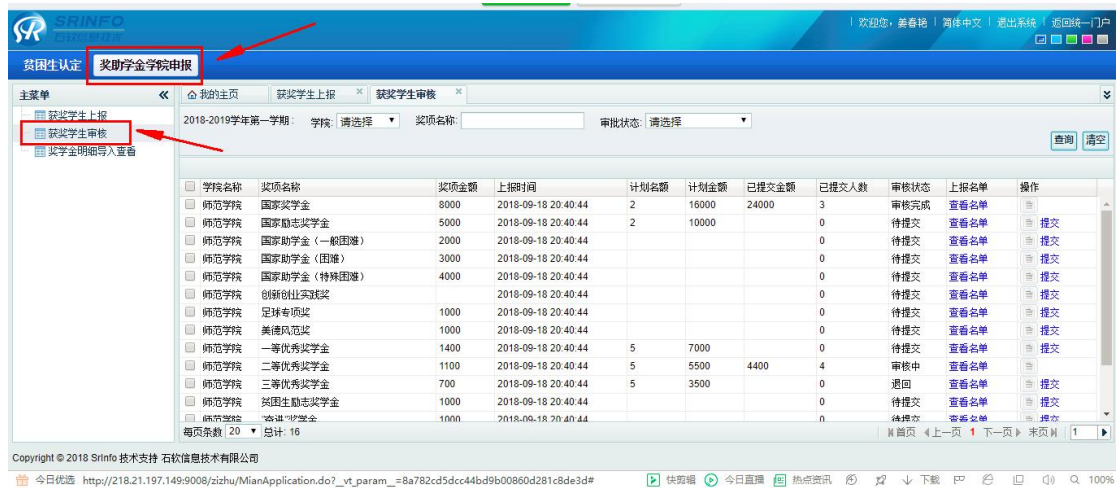 SRINFO
欢迎您，姜春艳 | 简体中文 | 退出系统 | 返回统一门户
贫困生认定 奖助学金学院申报
主菜单 我的主页 获奖学生上报 获奖学生审核
获奖学生上报
获奖学生审核
奖学金明细导入查看
2018-2019学年第一学期： 学院: 请选择 奖项名称: 审批状态: 请选择
查询 清空
学院名称 奖项名称 奖项金额 上报时间 计划名额 计划金额 已提交金额 已提交人数 审核状态 上报名单 操作
师范学院 国家奖学金 8000 2018-09-18 20:40:44 2 16000 24000 3 审核完成 查看名单
师范学院 国家励志奖学金 5000 2018-09-18 20:40:44 2 10000 0 待提交 查看名单 提交
师范学院 国家助学金（一般困难） 2000 2018-09-18 20:40:44 0 待提交 查看名单 提交
师范学院 国家助学金（困难） 3000 2018-09-18 20:40:44 0 待提交 查看名单 提交
师范学院 国家助学金（特殊困难） 4000 2018-09-18 20:40:44 0 待提交 查看名单 提交
师范学院 创新创业实践奖 2018-09-18 20:40:44 0 待提交 查看名单 提交
师范学院 足球专项奖 1000 2018-09-18 20:40:44 0 待提交 查看名单 提交
师范学院 美德风范奖 1000 2018-09-18 20:40:44 0 待提交 查看名单 提交
师范学院 一等优秀奖学金 1400 2018-09-18 20:40:44 5 7000 0 待提交 查看名单 提交
师范学院 二等优秀奖学金 1100 2018-09-18 20:40:44 5 5500 4400 4 审核中 查看名单
师范学院 三等优秀奖学金 700 2018-09-18 20:40:44 5 3500 0 退回 查看名单 提交
师范学院 贫困生励志奖学金 1000 2018-09-18 20:40:44 0 待提交 查看名单 提交
师范学院 "奋进"奖学金 1000 2018-09-18 20:40:44 0 待提交 查看名单 提交
每页条数 20 总计: 16 首页 上一页 1 下一页 末页 1
Copyright © 2018 SrInfo 技术支持 石软信息技术有限公司
今日优选 http://218.21.197.149:9008/zizhu/MianApplication.do?_vt_param_=8a782cd5dcc44bd9b00860d281c8de3d# 快剪辑 今日直播 热点资讯 下载 100%